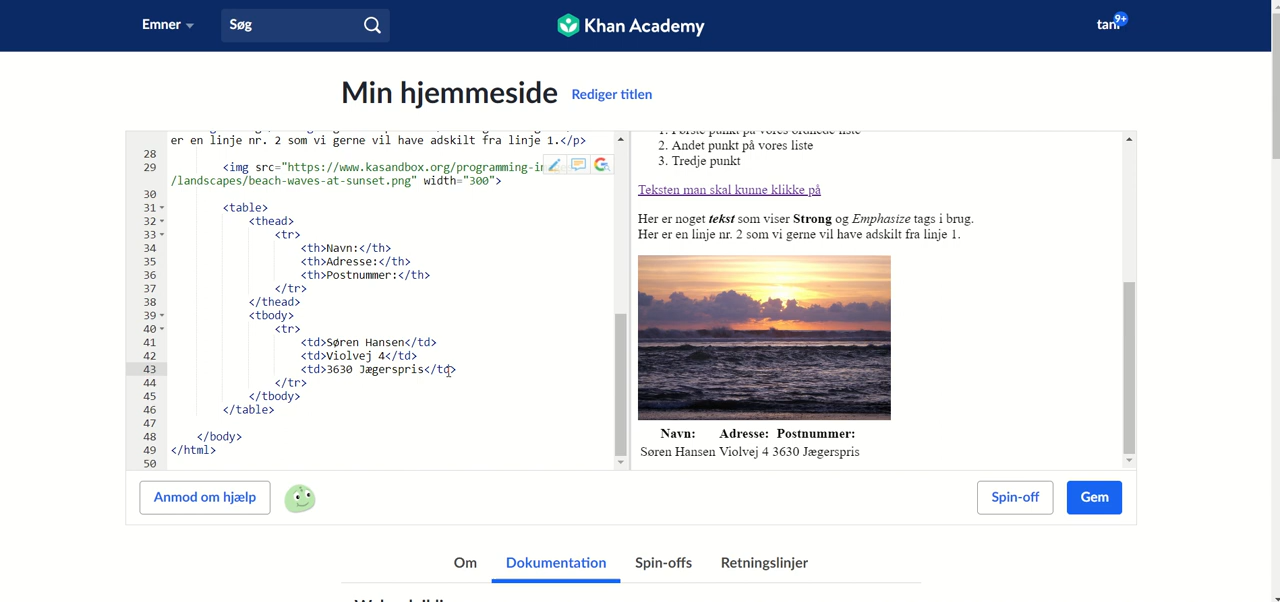 Emner
Søg
Khan Academy
9+
Min hjemmeside
Rediger titlen
er en linje nr. 2 som vi gerne vil have adskilt fra linje 1.</p>
28
29 <img src="https://www.kasandbox.org/programming-i
/landscapes/beach-waves-at-sunset.png" width="300">
30
31 <table>
32 <thead>
33 <tr>
34 <th>Navn:</th>
35 <th>Adresse:</th>
36 <th>Postnummer:</th>
37 </tr>
38 </thead>
39 <tbody>
40 <tr>
41 <td>Søren Hansen</td>
42 <td>Violvej 4</td>
43 <td>3630 Jægerspris</td>
44 </tr>
45 </tbody>
46 </table>
47
48 </body>
49 </html>
50
1. Første punkt på vores ordnede liste
2. Andet punkt på vores liste
3. Tredje punkt
Teksten man skal kunne klikke på
Her er noget tekst som viser Strong og Emphasize tags i brug.
Her er en linje nr. 2 som vi gerne vil have adskilt fra linje 1.
Navn: Adresse: Postnummer:
Søren Hansen Violvej 4 3630 Jægerspris
Anmod om hjælp
Spin-off
Gem
Om
Dokumentation
Spin-offs
Retningslinjer